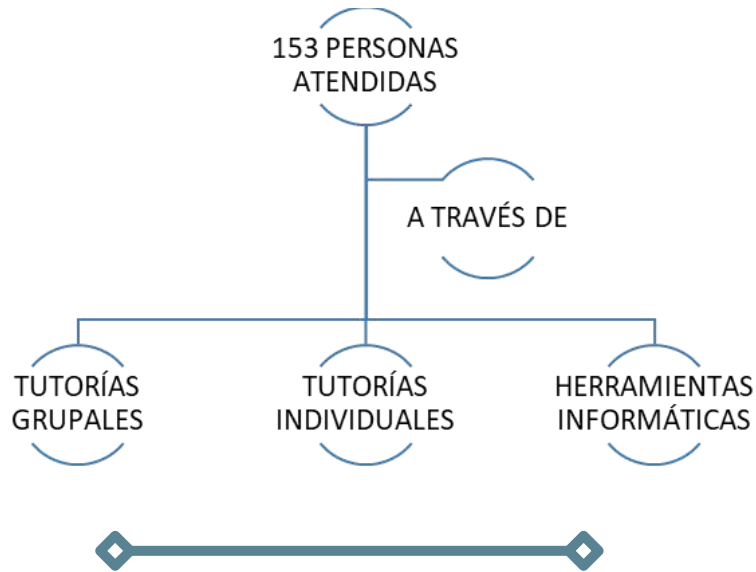 153 PERSONAS
ATENDIDAS
A TRAVÉS DE
TUTORÍAS
GRUPALES
TUTORÍAS
INDIVIDUALES
HERRAMIENTAS
INFORMÁTICAS